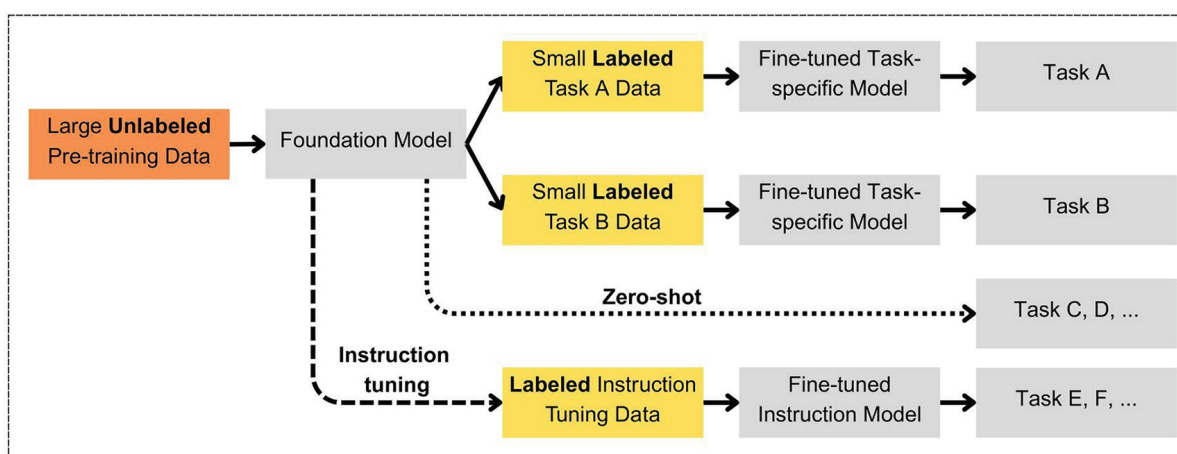 Large Unlabeled
Pre-training Data
Foundation Model
Small Labeled
Task A Data
Fine-tuned Task-
specific Model
Task A
Small Labeled
Task B Data
Fine-tuned Task-
specific Model
Task B
Zero-shot
Task C, D, ...
Instruction
tuning
Labeled Instruction
Tuning Data
Fine-tuned
Instruction Model
Task E, F, ...